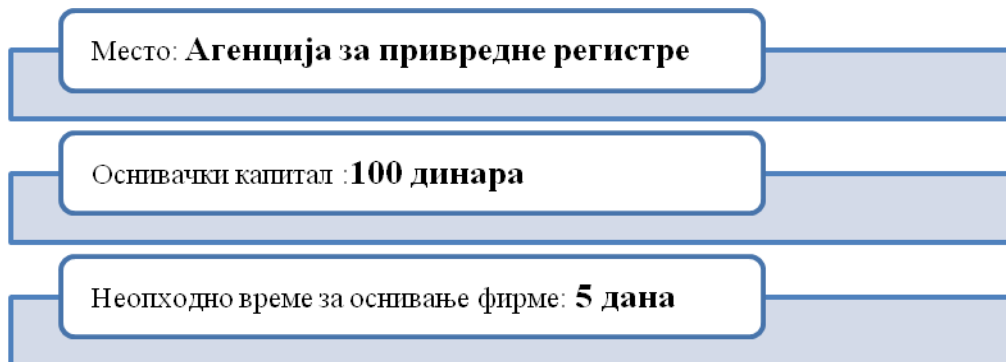 Место: Агенција за привредне регистре
Оснивачки капитал :100 динара
Неопходно време за оснивање фирме: 5 дана